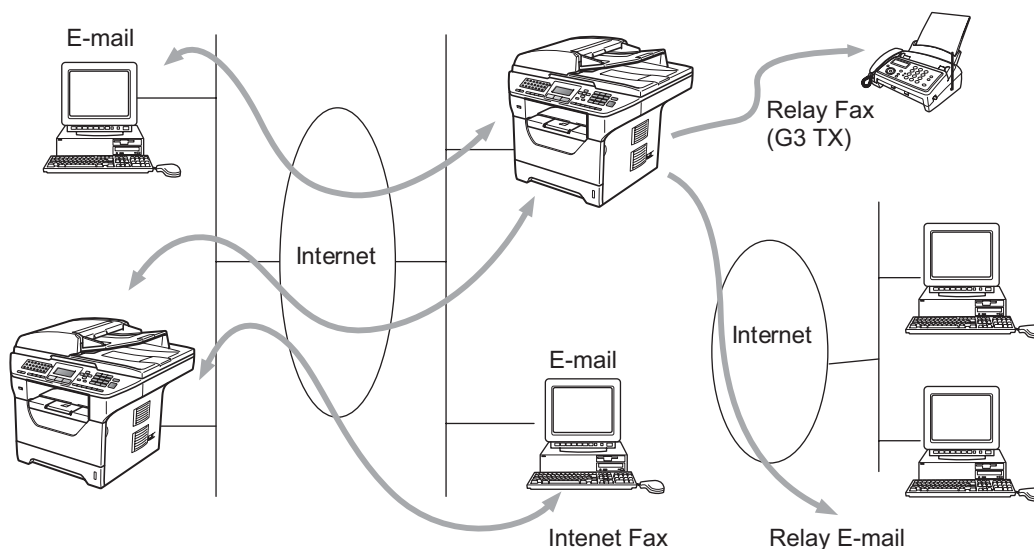 E-mail
Relay Fax
(G3 TX)
Internet
Internet
E-mail
Intenet Fax
Relay E-mail